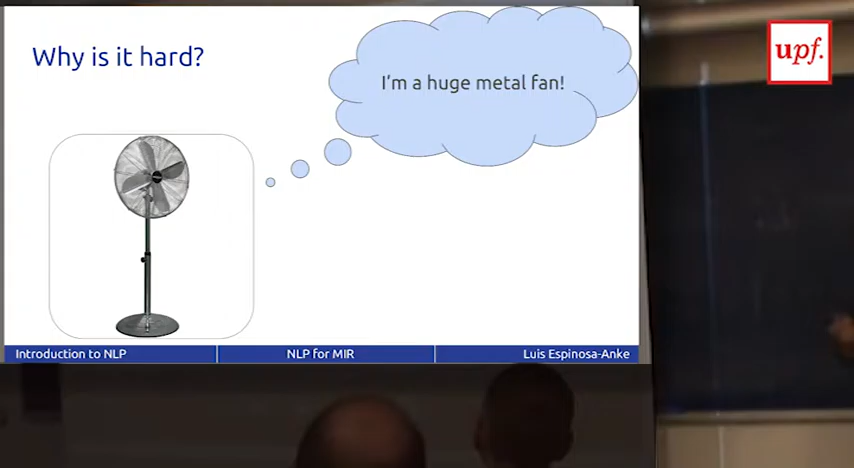 Why is it hard?
I'm a huge metal fan!
upf.
Introduction to NLP
NLP for MIR
Luis Espinosa-Anke